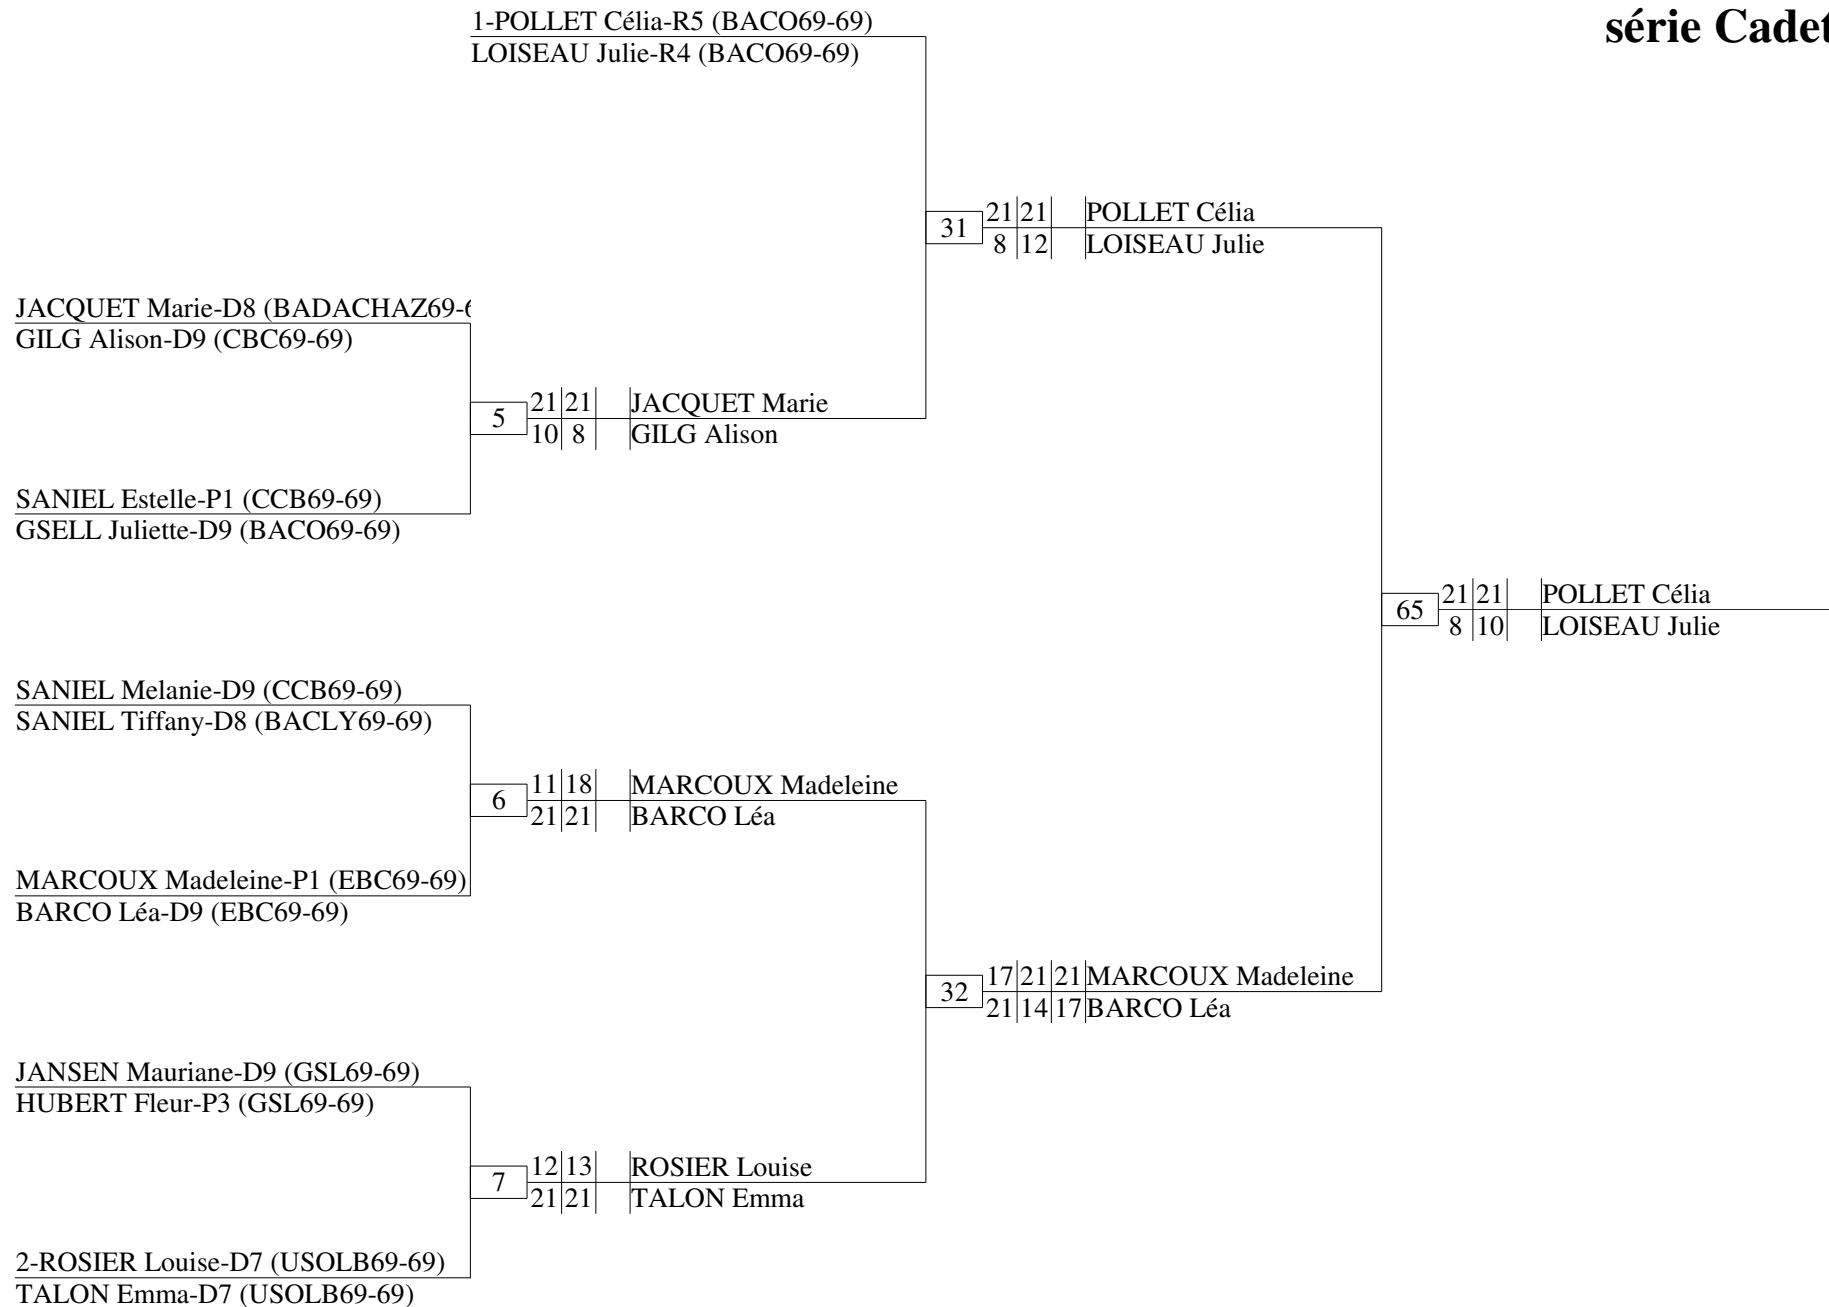 série Cadet
1-POLLET Célia-R5 (BACO69-69)
LOISEAU Julie-R4 (BACO69-69)
31 21 21 POLLET Célia
8 12 LOISEAU Julie
JACQUET Marie-D8 (BADACHAZ69-6
GILG Alison-D9 (CBC69-69)
5 21 21 JACQUET Marie
10 8 GILG Alison
SANIEL Estelle-P1 (CCB69-69)
GSELL Juliette-D9 (BACO69-69)
65 21 21 POLLET Célia
8 10 LOISEAU Julie
SANIEL Melanie-D9 (CCB69-69)
SANIEL Tiffany-D8 (BACLY69-69)
6 11 18 MARCOUX Madeleine
21 21 BARCO Léa
MARCOUX Madeleine-P1 (EBC69-69)
BARCO Léa-D9 (EBC69-69)
32 17 21 21 MARCOUX Madeleine
21 14 17 BARCO Léa
JANSEN Mauriane-D9 (GSL69-69)
HUBERT Fleur-P3 (GSL69-69)
7 12 13 ROSIER Louise
21 21 TALON Emma
2-ROSIER Louise-D7 (USOLB69-69)
TALON Emma-D7 (USOLB69-69)